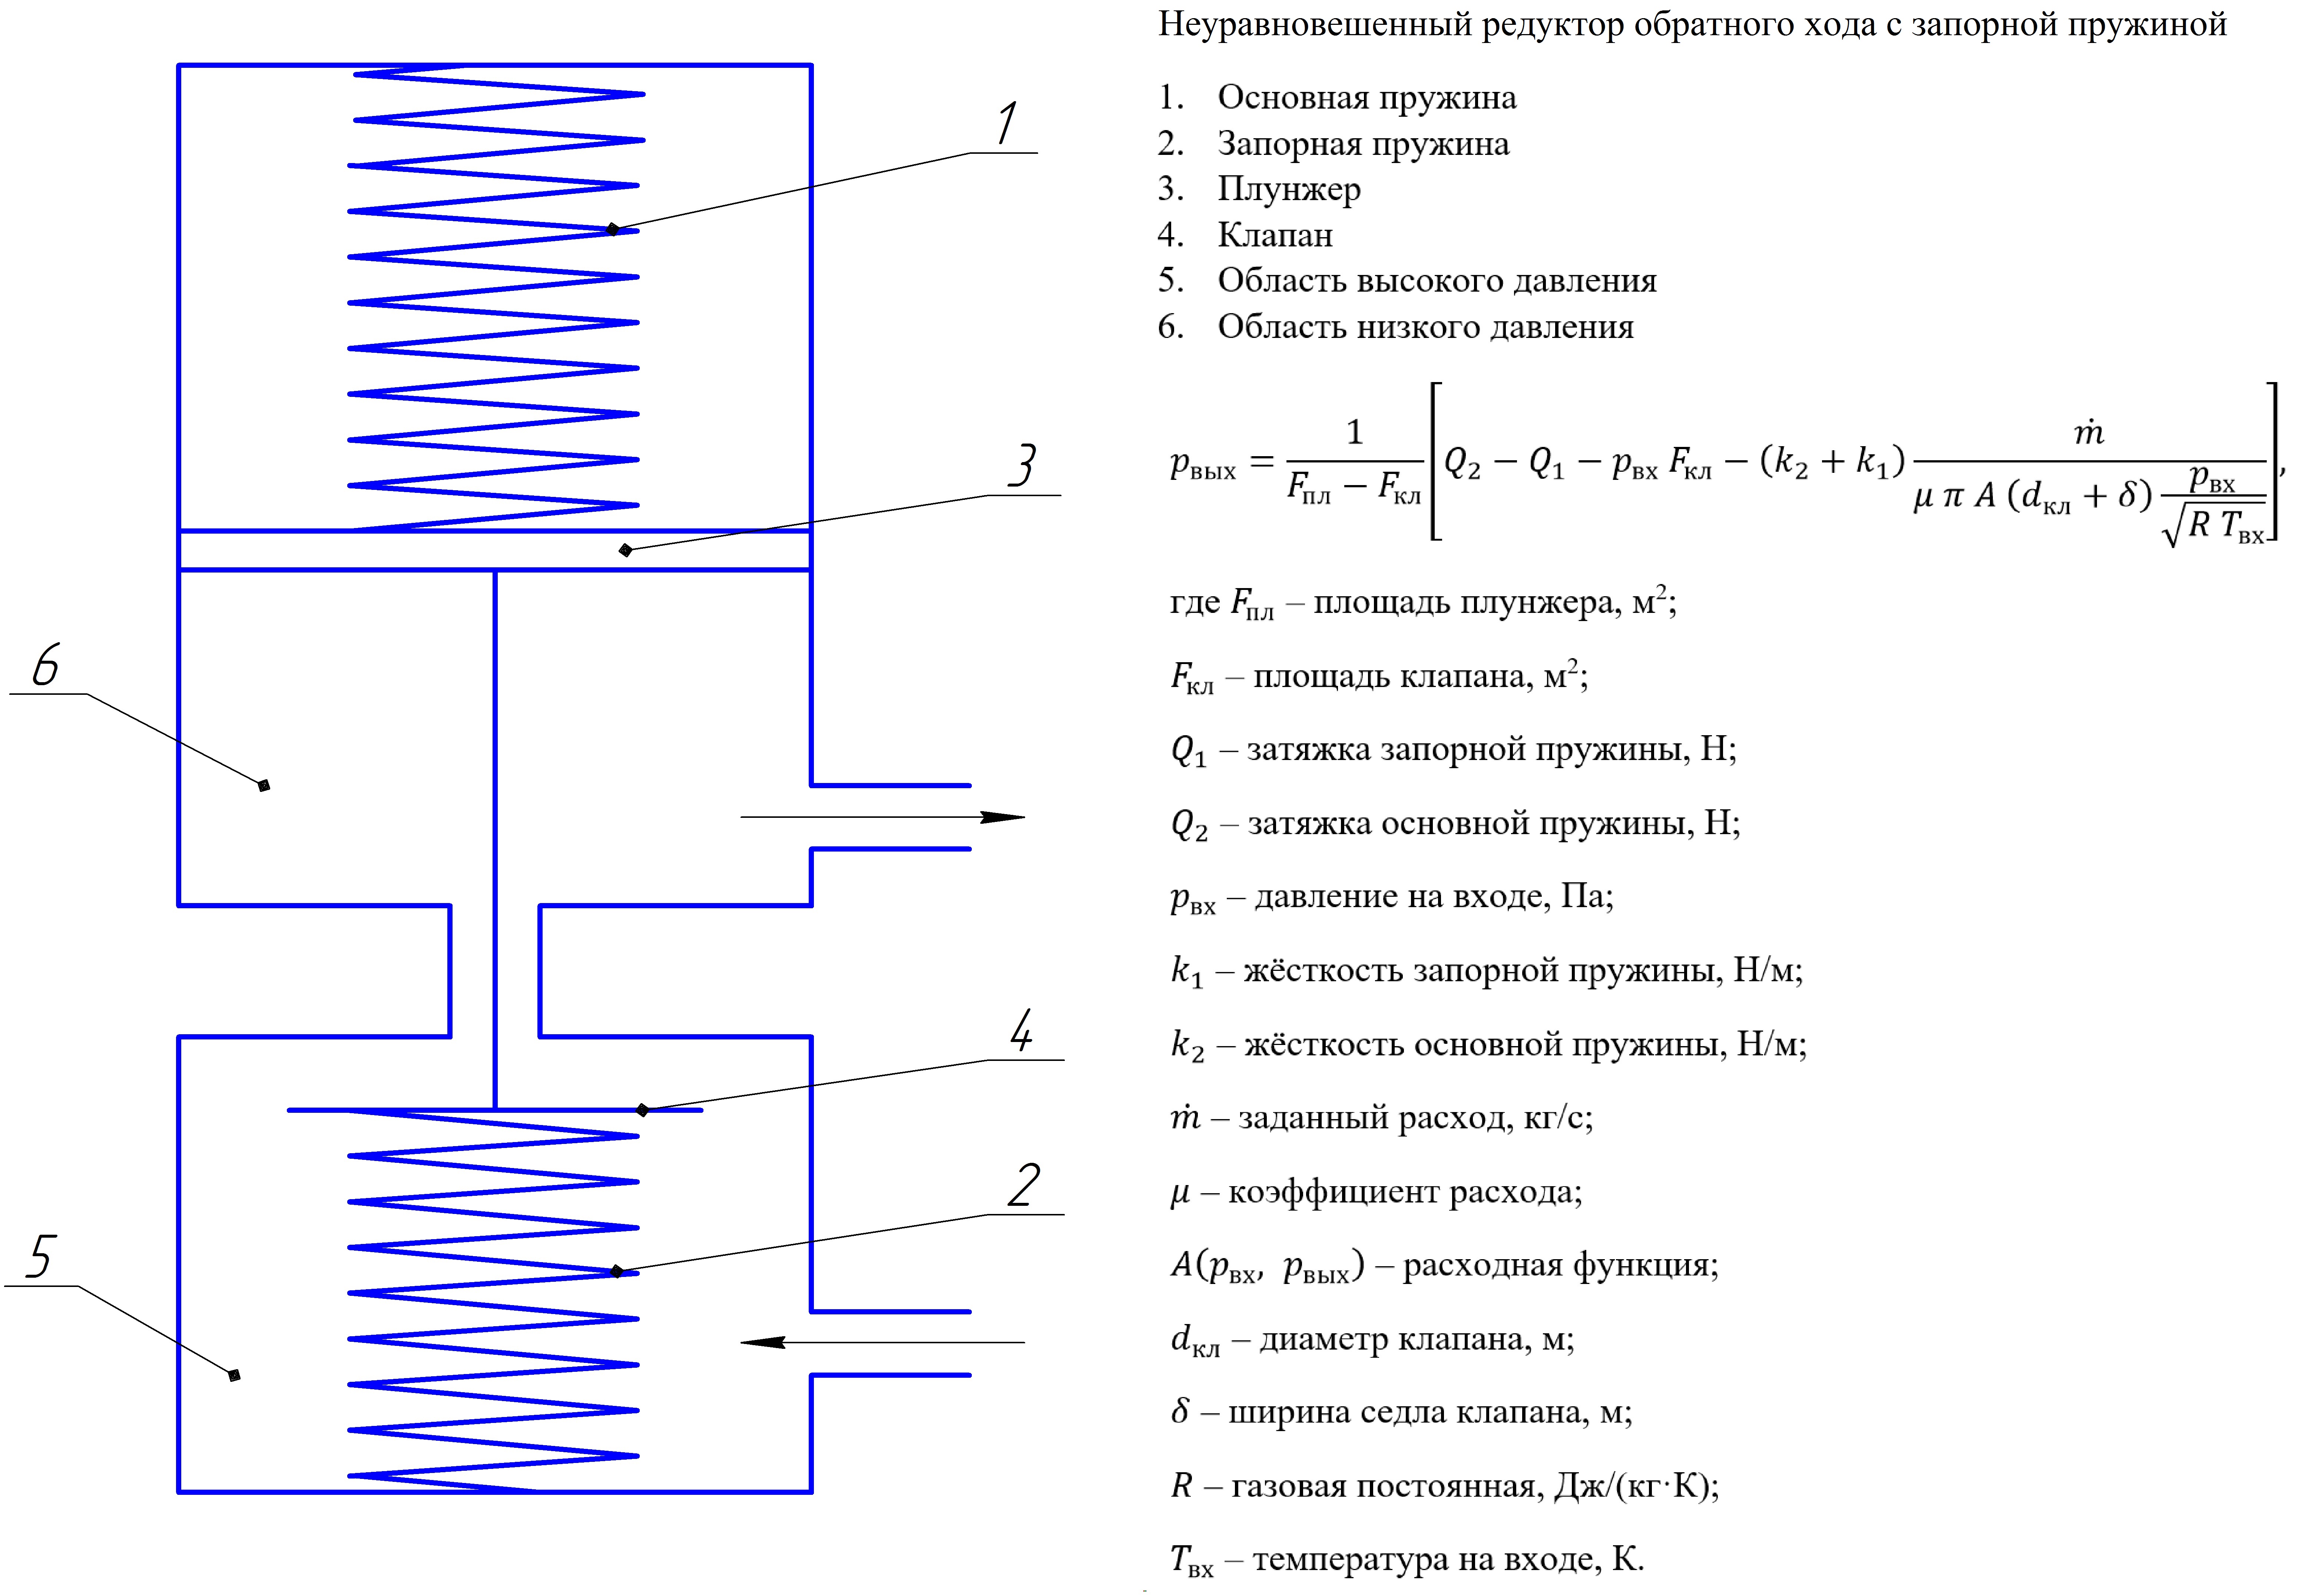 Неуравновешенный редуктор обратного хода с запорной пружиной
1. Основная пружина
2. Запорная пружина
3. Плунжер
4. Клапан
5. Область высокого давления
6. Область низкого давления
p_вых = 1/(F_пл − F_кл) [Q_2 − Q_1 − p_вх F_кл − (k_2 + k_1) ṁ/(μ π A (d_кл + δ) p_вх/√(R T_вх))],
где F_пл – площадь плунжера, м²;
F_кл – площадь клапана, м²;
Q_1 – затяжка запорной пружины, Н;
Q_2 – затяжка основной пружины, Н;
p_вх – давление на входе, Па;
k_1 – жёсткость запорной пружины, Н/м;
k_2 – жёсткость основной пружины, Н/м;
ṁ – заданный расход, кг/с;
μ – коэффициент расхода;
A(p_вх, p_вых) – расходная функция;
d_кл – диаметр клапана, м;
δ – ширина седла клапана, м;
R – газовая постоянная, Дж/(кг·К);
T_вх – температура на входе, К.
1
3
6
4
2
5